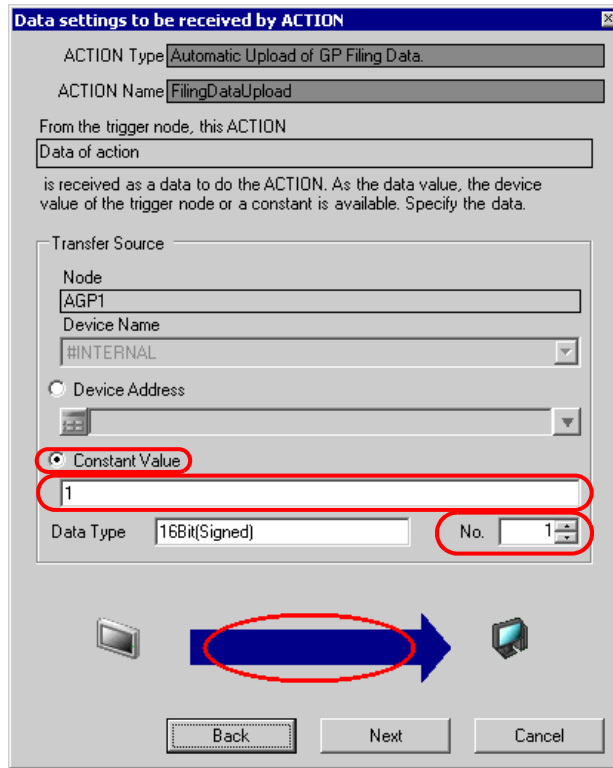 Data settings to be received by ACTION
ACTION Type Automatic Upload of GP Filing Data.
ACTION Name FilingDataUpload
From the trigger node, this ACTION
Data of action
is received as a data to do the ACTION. As the data value, the device
value of the trigger node or a constant is available. Specify the data.
Transfer Source
Node
AGP1
Device Name
#INTERNAL
Device Address
Constant Value
1
Data Type 16Bit(Signed) No. 1
Back Next Cancel